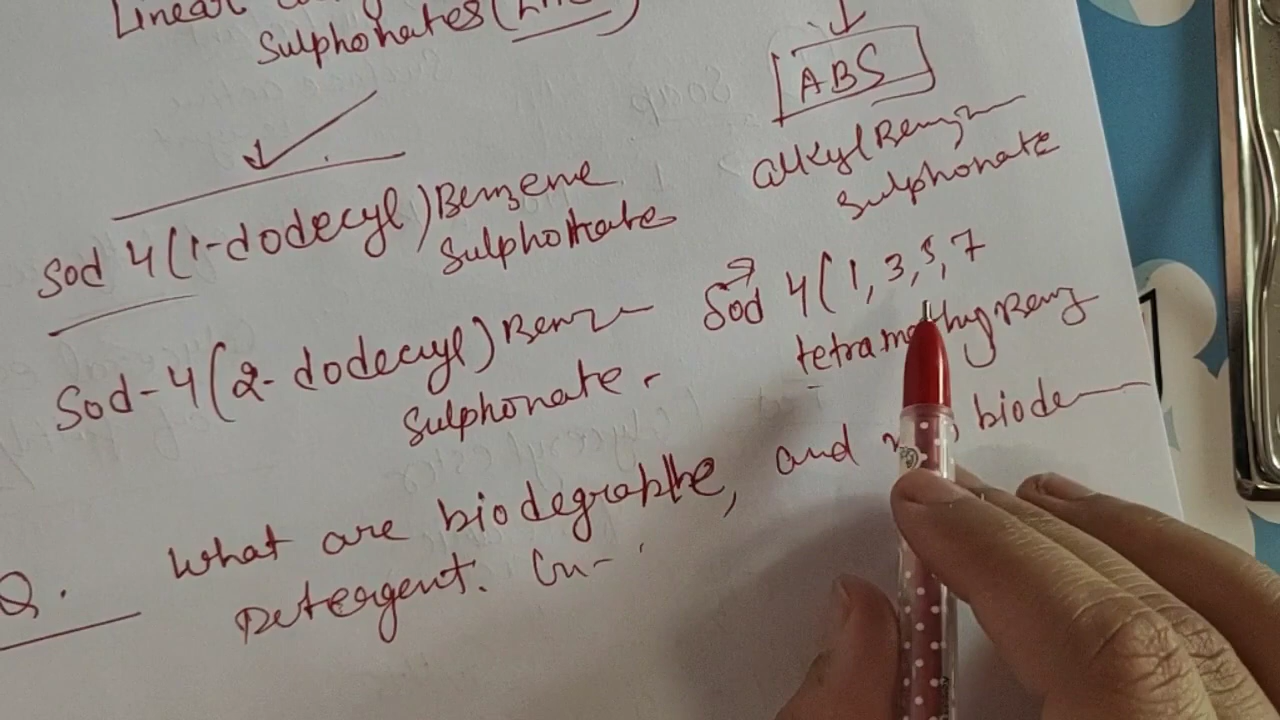 Linear
Sulphonates (
ABS
alkyl Benz
Sulphonate
Sod 4(1-dodecyl) Benzene
Sulphonate
Sod 4(1,3,5,7
Sod-4(2-dodecyl) Benz
Sulphonate.
What are biodegrable, and
biode
Detergent.
Q.